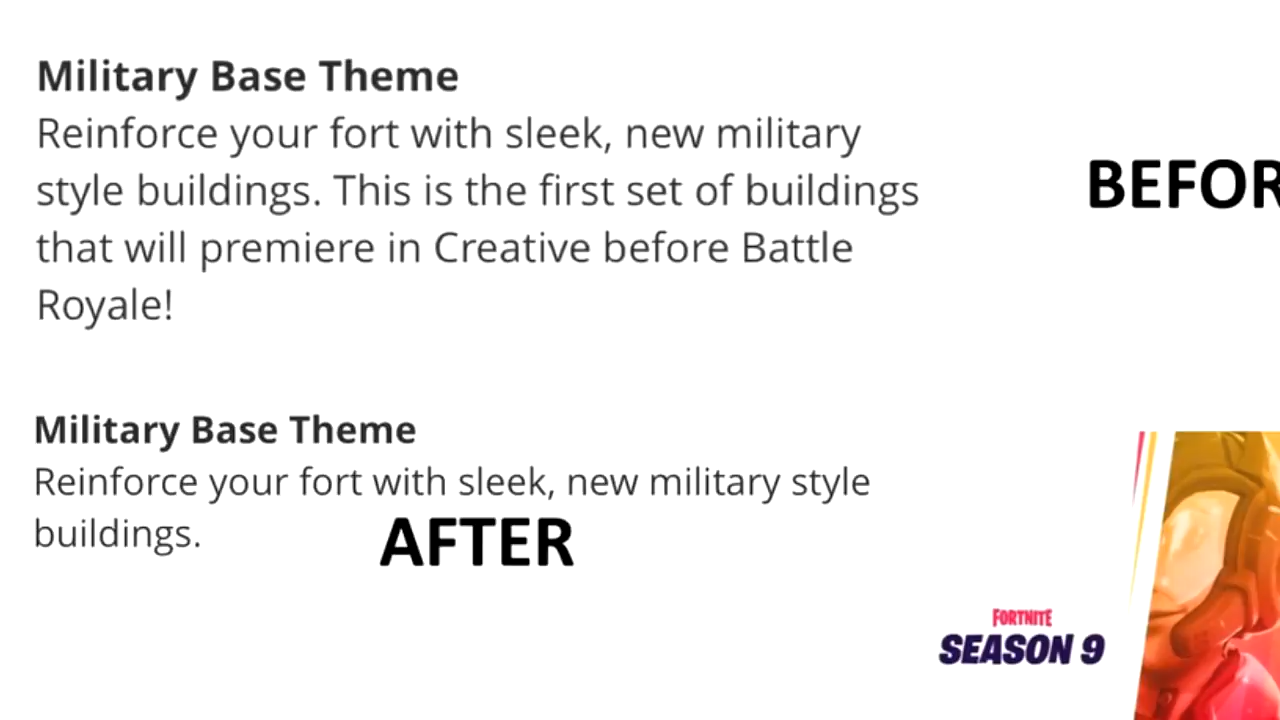 Military Base Theme
Reinforce your fort with sleek, new military
style buildings. This is the first set of buildings
that will premiere in Creative before Battle
Royale!
BEFOR
Military Base Theme
Reinforce your fort with sleek, new military style
buildings.
AFTER
FORTNITE
SEASON 9